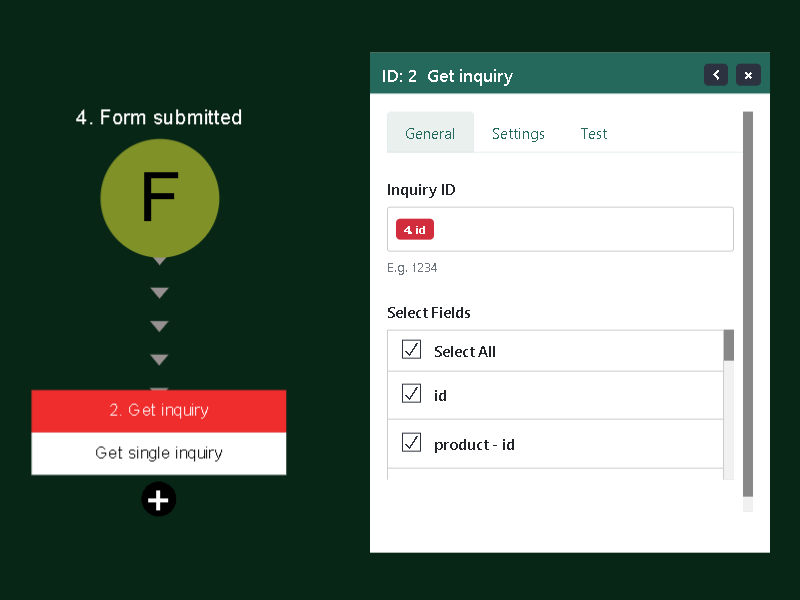 4. Form submitted
F
2. Get inquiry
Get single inquiry
ID: 2 Get inquiry
General Settings Test
Inquiry ID
4. id
E.g. 1234
Select Fields
Select All
id
product - id